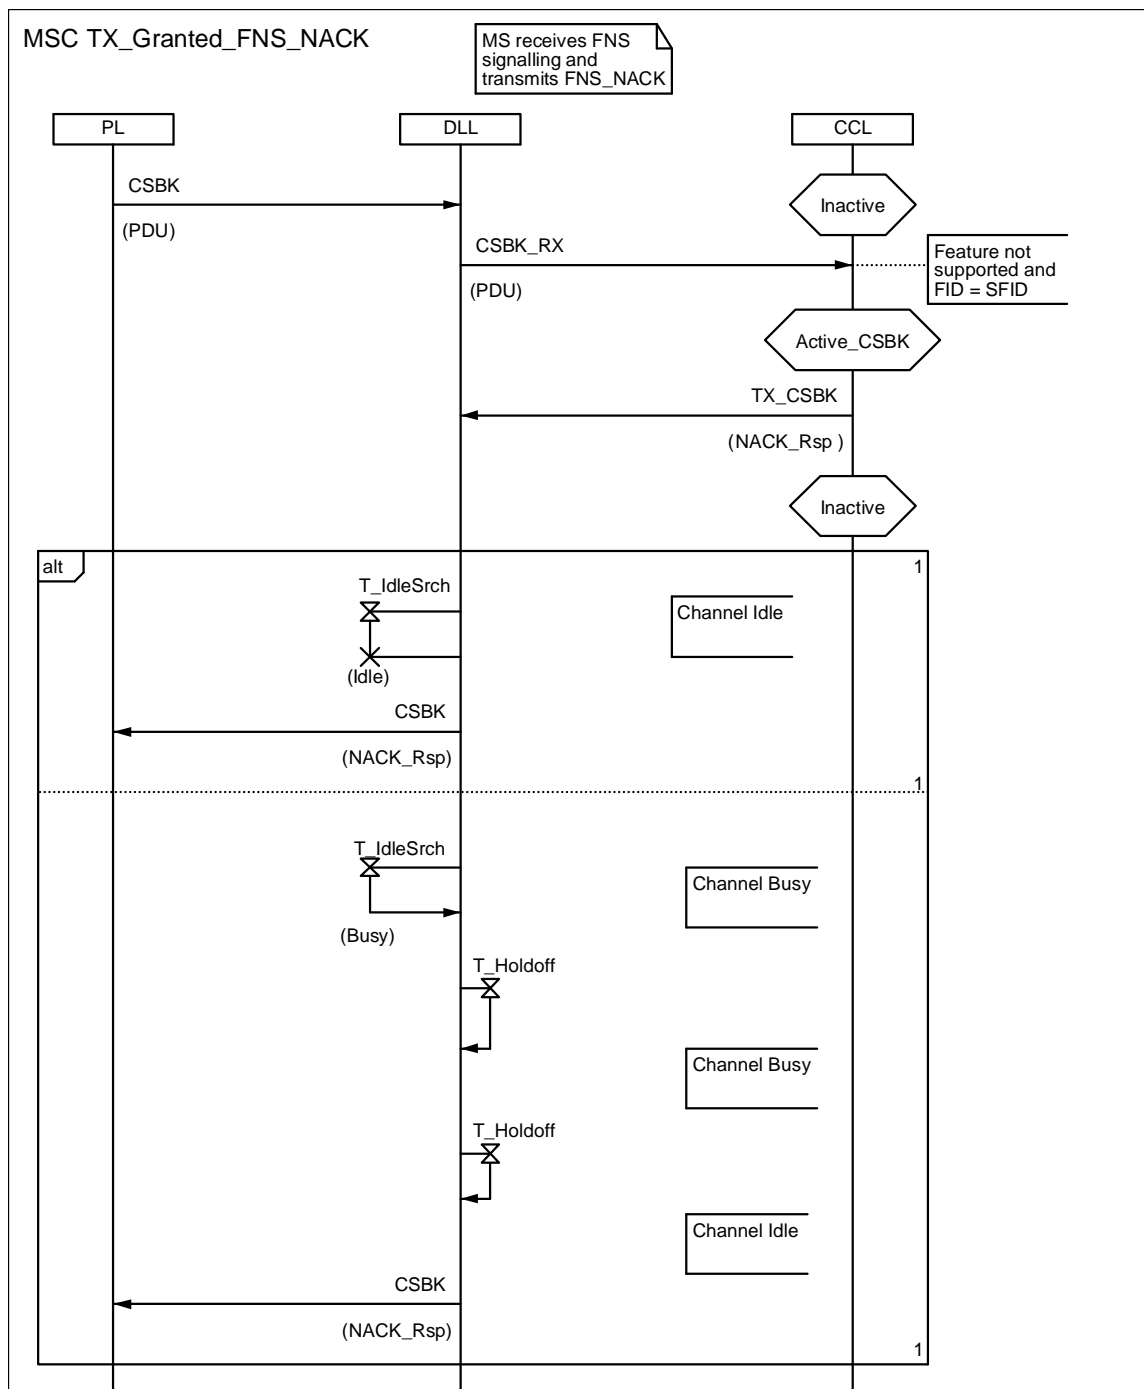 MSC TX_Granted_FNS_NACK
MS receives FNS
signalling and
transmits FNS_NACK
PL
DLL
CCL
CSBK
(PDU)
Inactive
CSBK_RX
(PDU)
Feature not
supported and
FID = SFID
Active_CSBK
TX_CSBK
(NACK_Rsp )
Inactive
alt
1
T_IdleSrch
Channel Idle
(Idle)
CSBK
(NACK_Rsp)
1
T_IdleSrch
Channel Busy
(Busy)
T_Holdoff
Channel Busy
T_Holdoff
Channel Idle
CSBK
(NACK_Rsp)
1